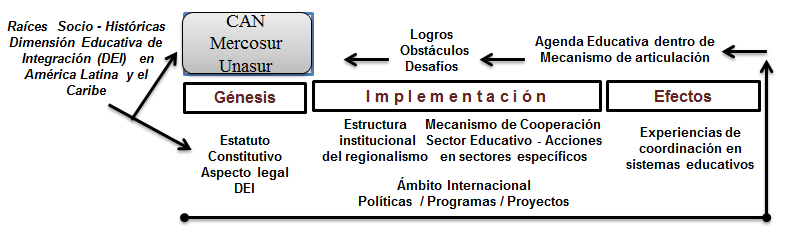 Raíces Socio - Históricas
Dimensión Educativa de
Integración (DEI) en
América Latina y el
Caribe
CAN
Mercosur
Unasur
Logros
Obstáculos
Desafíos
Agenda Educativa dentro de
Mecanismo de articulación
Génesis
Implementación
Efectos
Estatuto
Constitutivo
Aspecto legal
DEI
Estructura
institucional
del regionalismo
Mecanismo de Cooperación
Sector Educativo - Acciones
en sectores específicos
Experiencias de
coordinación en
sistemas educativos
Ámbito Internacional
Políticas / Programas / Proyectos